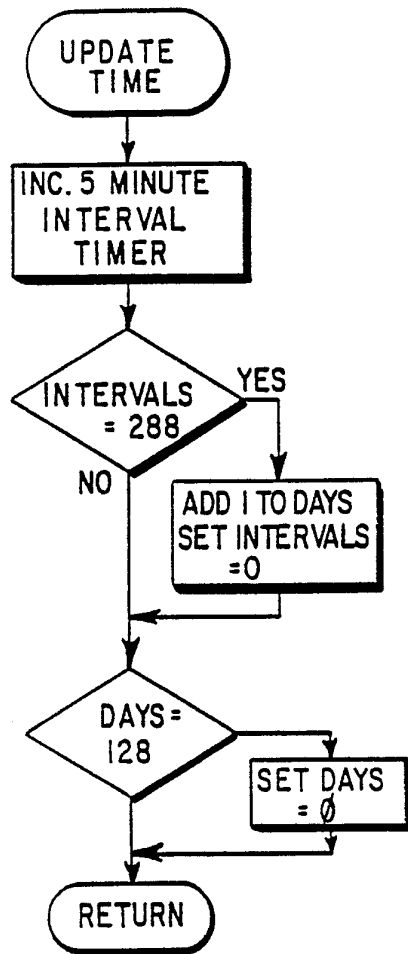 UPDATE
TIME
INC. 5 MINUTE
INTERVAL
TIMER
INTERVALS
= 288
YES
NO
ADD 1 TO DAYS
SET INTERVALS
=0
DAYS=
128
SET DAYS
= Ø
RETURN